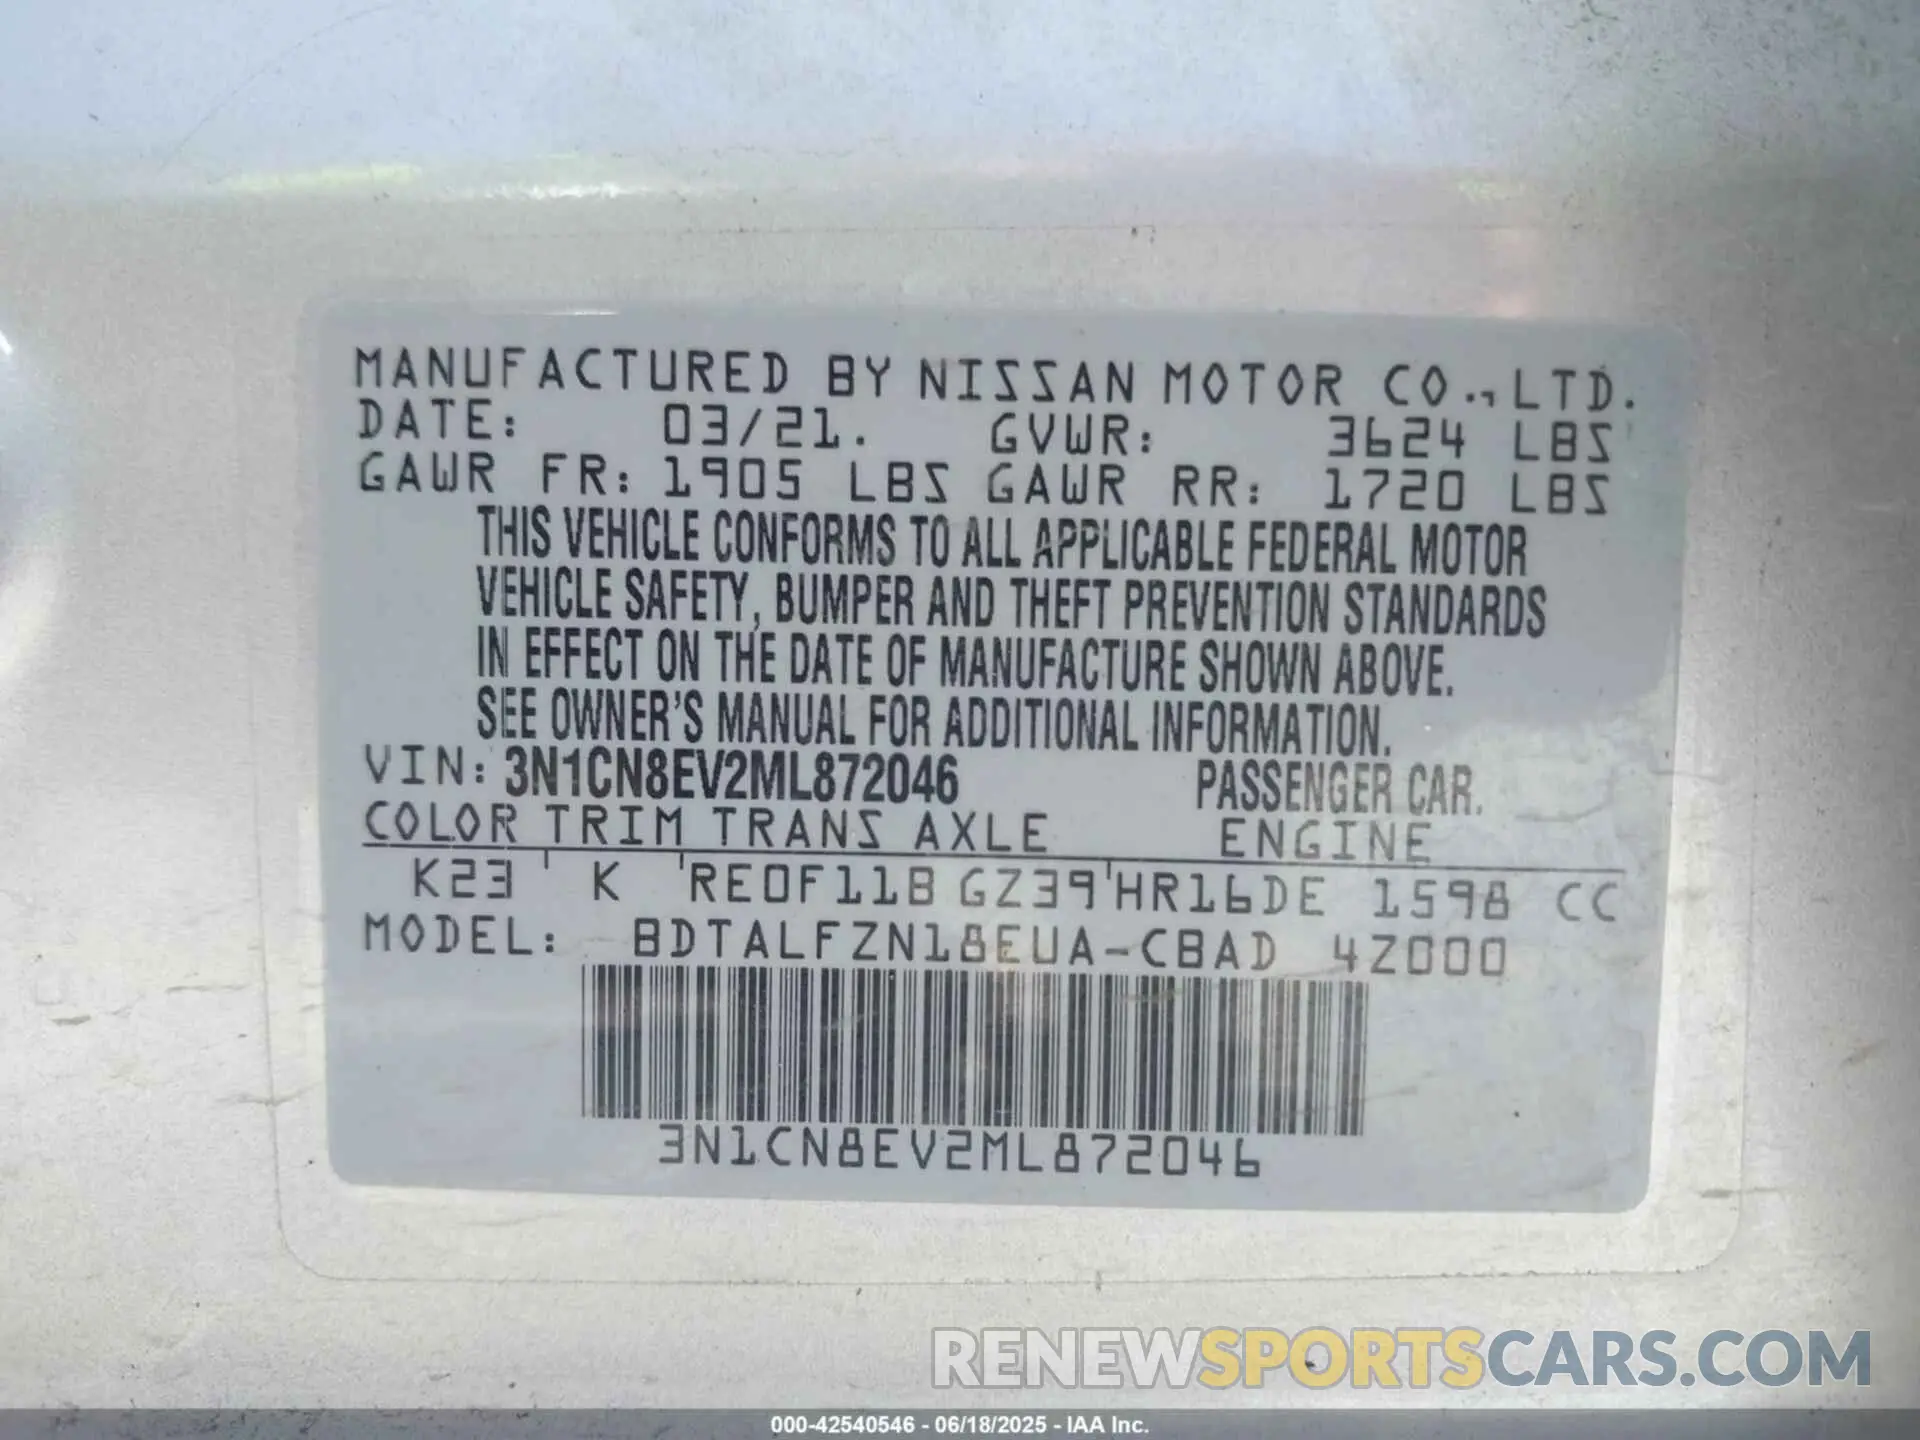 MANUFACTURED BY NISSAN MOTOR CO., LTD.
DATE: 03/21. GVWR: 3624 LBS
GAWR FR: 1905 LBS GAWR RR: 1720 LBS
THIS VEHICLE CONFORMS TO ALL APPLICABLE FEDERAL MOTOR
VEHICLE SAFETY, BUMPER AND THEFT PREVENTION STANDARDS
IN EFFECT ON THE DATE OF MANUFACTURE SHOWN ABOVE.
SEE OWNER'S MANUAL FOR ADDITIONAL INFORMATION.
VIN: 3N1CN8EV2ML872046 PASSENGER CAR.
COLOR TRIM TRANS AXLE ENGINE
K23 K RE0F11B GZ39 HR16DE 1598 CC
MODEL: BDTALFZN18EUA-CBAD 4Z000
3N1CN8EV2ML872046
RENEWSPORTSCARS.COM
000-42540546 - 06/18/2025 - IAA Inc.